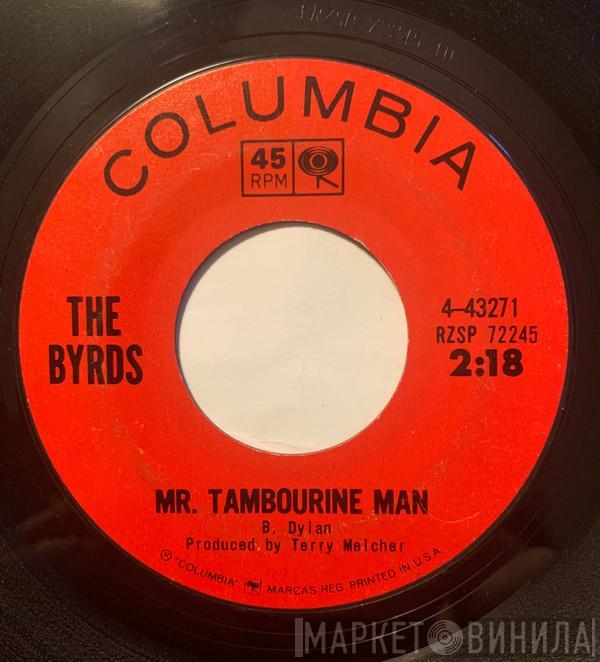 COLUMBIA
45
RPM
THE
BYRDS
4-43271
RZSP 72245
2:18
MR. TAMBOURINE MAN
B. Dylan
Produced by Terry Melcher
® "COLUMBIA" MARCAS REG. PRINTED IN U.S.A.
МАРКЕТ ВИНИЛА